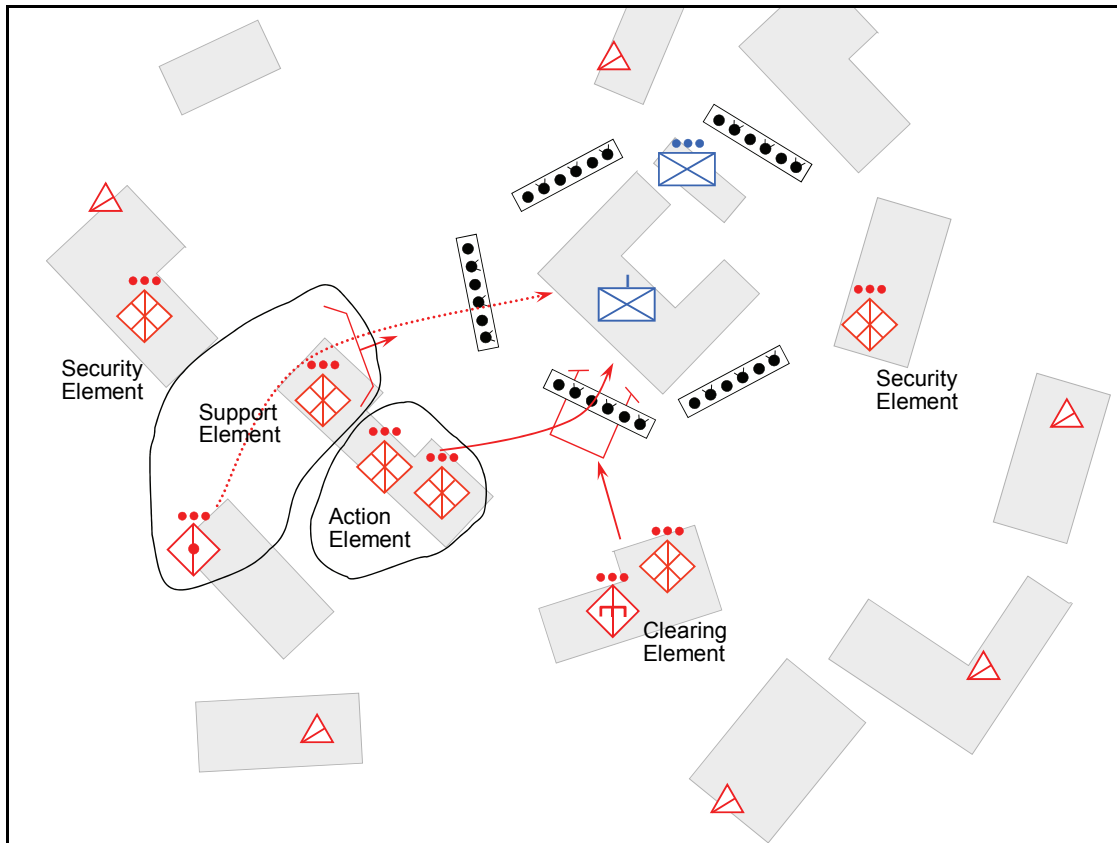 Security
Element
Support
Element
Action
Element
Security
Element
Clearing
Element